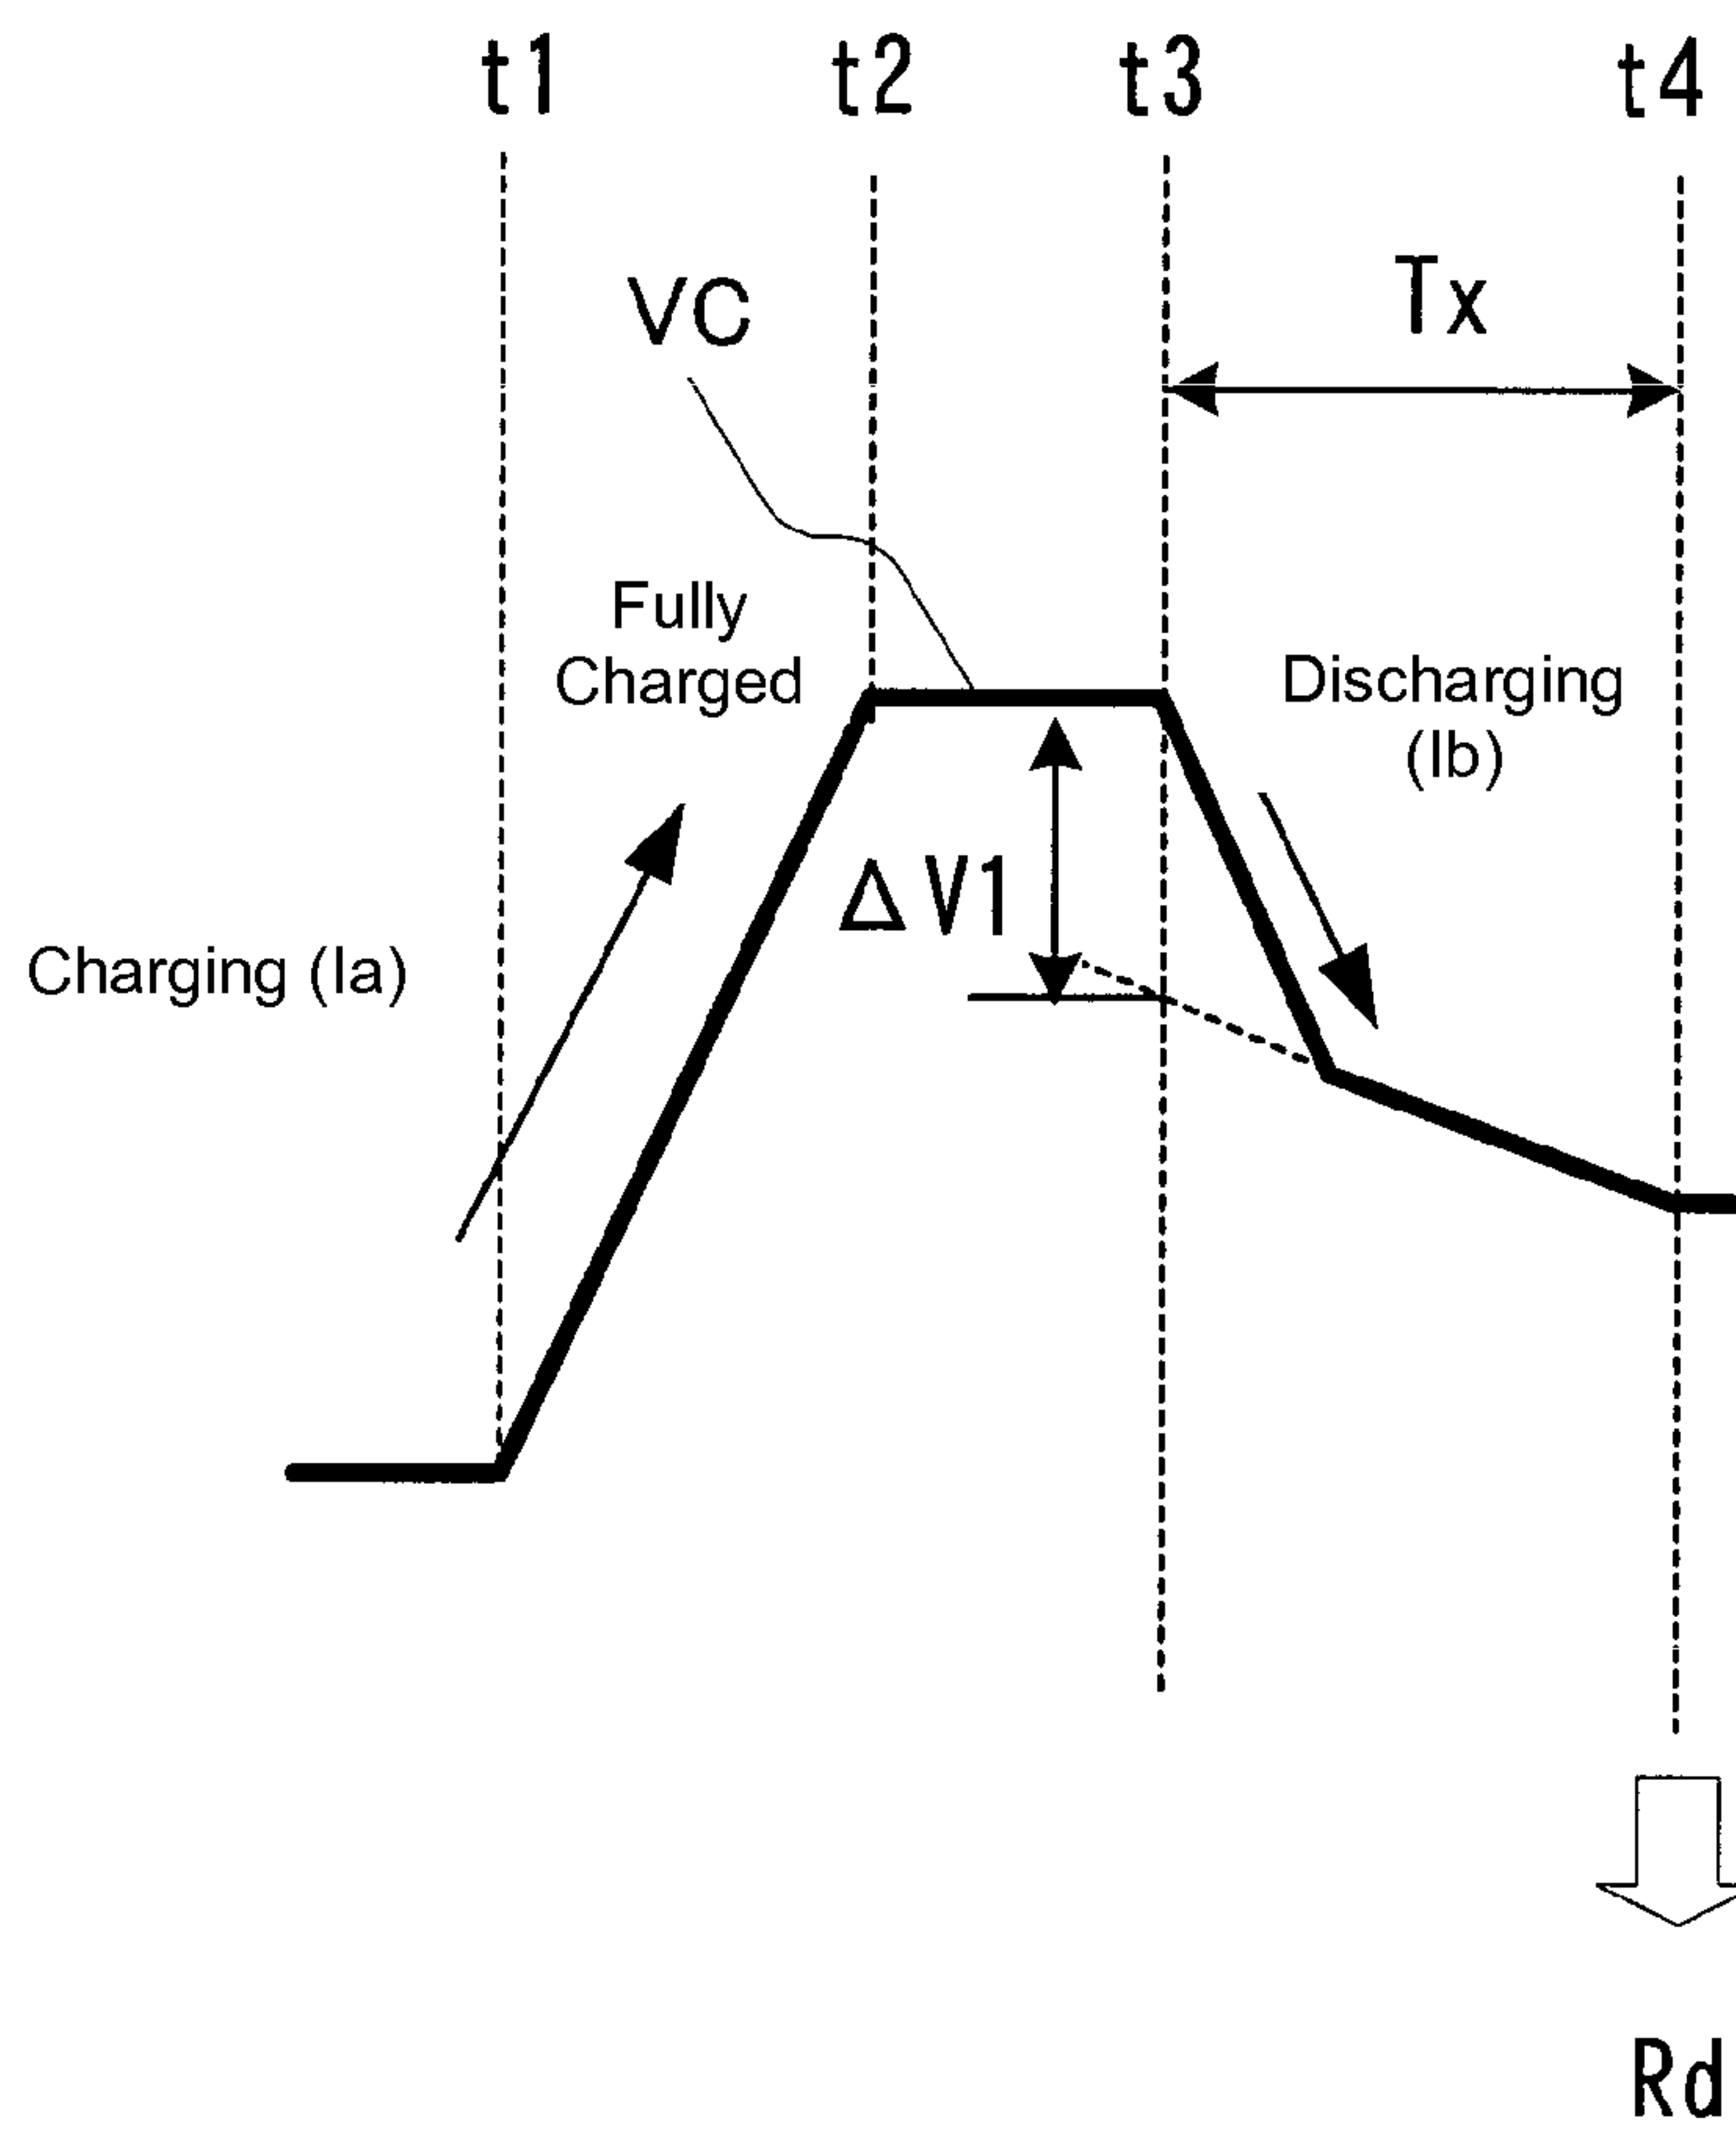 t1 t2 t3 t4
VC
Tx
Fully
Charged
Discharging
(Ib)
ΔV1
Charging (Ia)
Rd